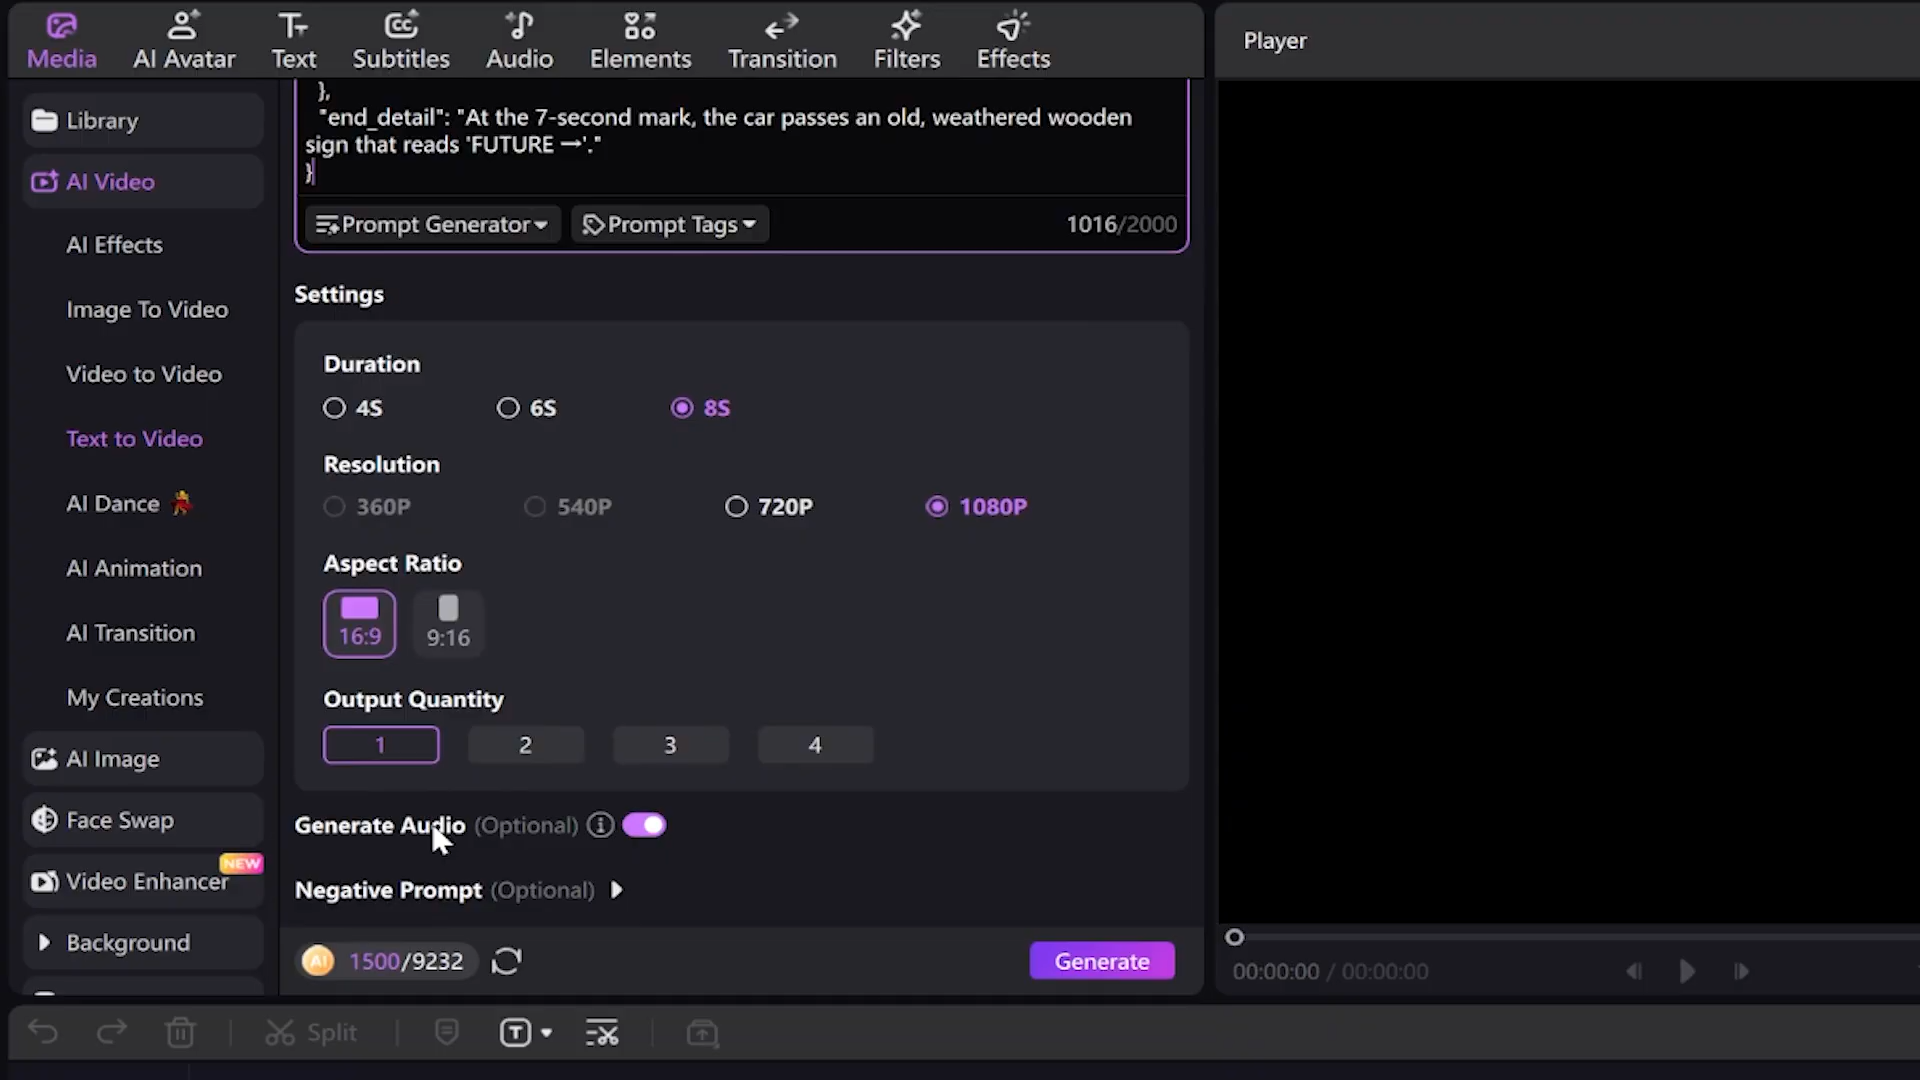 Media
AI Avatar
Text
Subtitles
Audio
Elements
Transition
Filters
Effects
Player
Library
AI Video
AI Effects
Image To Video
Video to Video
Text to Video
AI Dance
AI Animation
AI Transition
My Creations
AI Image
Face Swap
NEW
Video Enhancer
Background
},
"end_detail": "At the 7-second mark, the car passes an old, weathered wooden
sign that reads 'FUTURE →'."
}
Prompt Generator
Prompt Tags
1016/2000
Settings
Duration
4S 6S 8S
Resolution
360P 540P 720P 1080P
Aspect Ratio
16:9 9:16
Output Quantity
1 2 3 4
Generate Audio (Optional)
Negative Prompt (Optional)
AI 1500/9232
Generate
00:00:00 / 00:00:00
Split